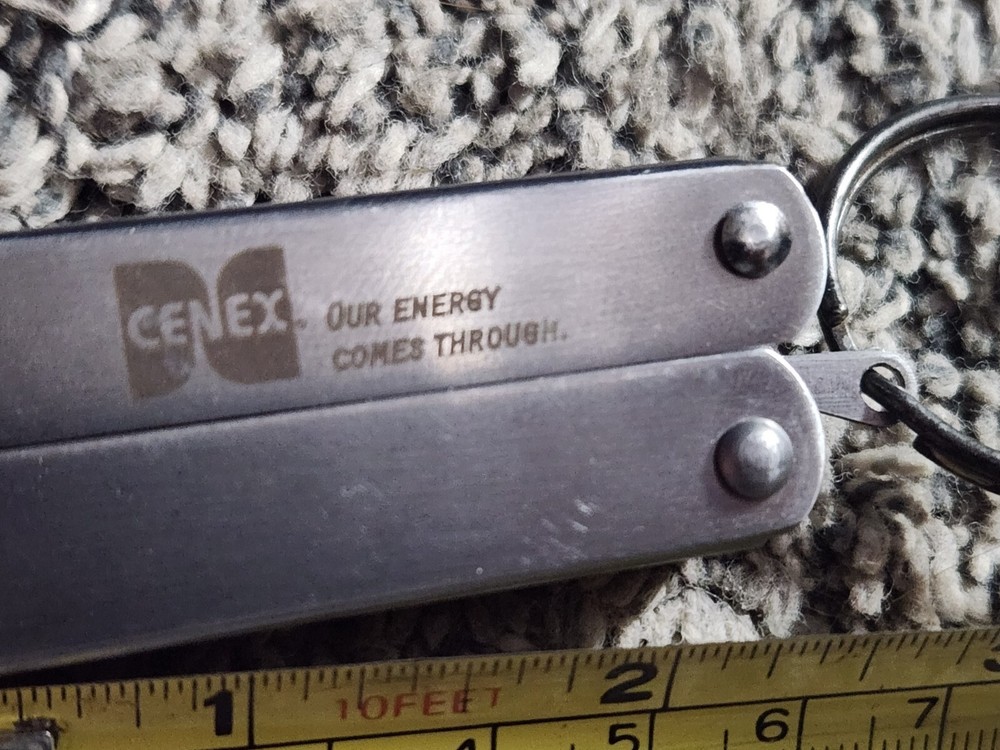 CENEX
OUR ENERGY
COMES THROUGH.
1 10FEET 2 3
4 5 6 7